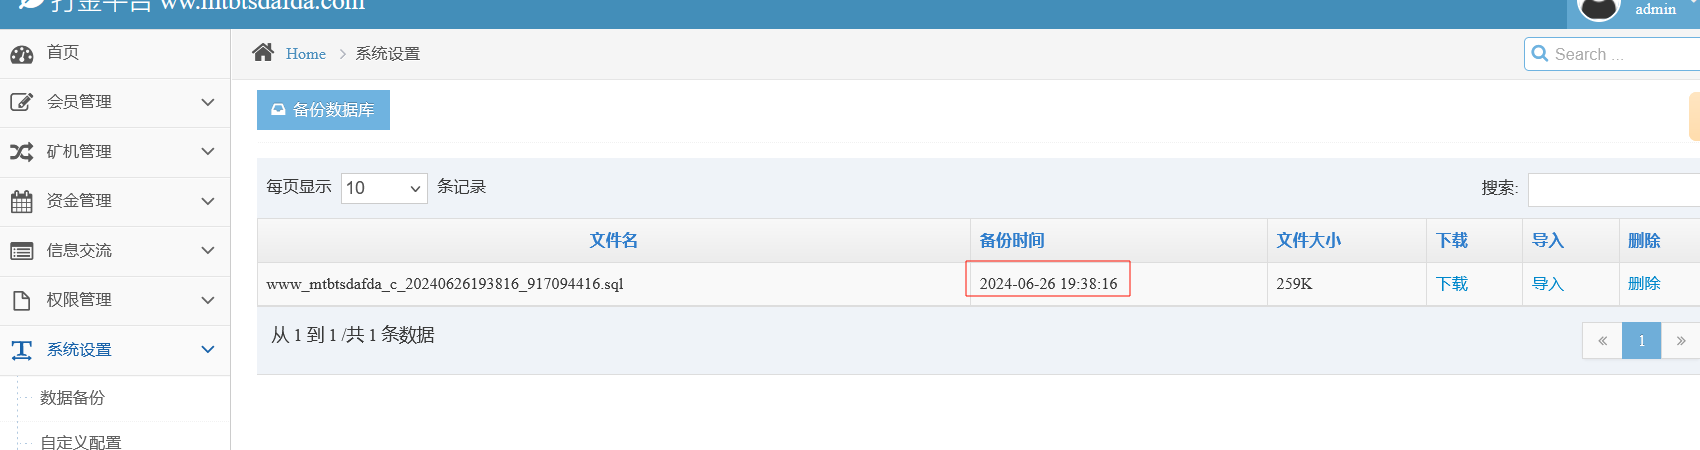 打金平台 ww.mtbtsdafda.com
admin
首页
Home
系统设置
Search ...
会员管理
备份数据库
矿机管理
每页显示 10 条记录
搜索:
资金管理
文件名 备份时间 文件大小 下载 导入 删除
信息交流
www_mtbtsdafda_c_20240626193816_917094416.sql 2024-06-26 19:38:16 259K 下载 导入 删除
权限管理
从 1 到 1 /共 1 条数据
« 1 »
系统设置
数据备份
自定义配置